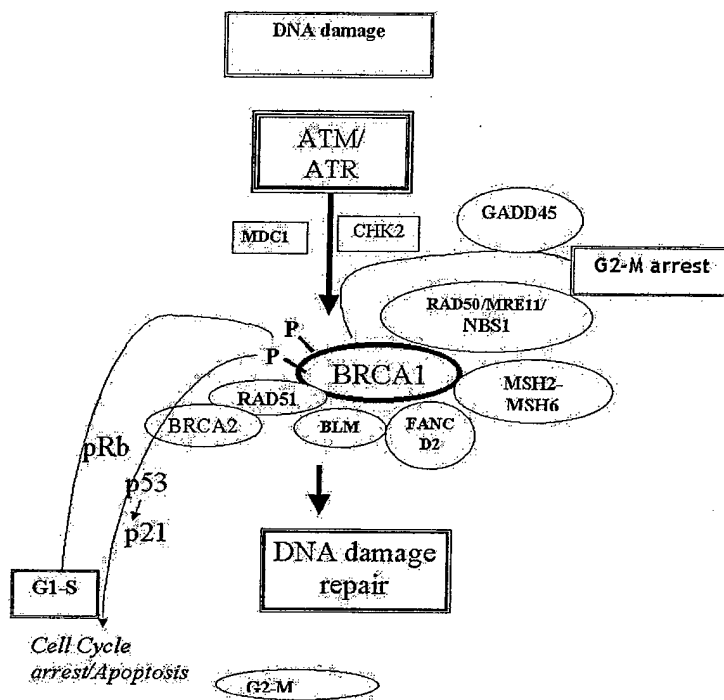 DNA damage
ATM/
ATR
MDC1
CHK2
GADD45
G2-M arrest
RAD50/MRE11/
NBS1
P
P
BRCA1
MSH2-
MSH6
RAD51
BRCA2
BLM
FANC
D2
pRb
p53
p21
DNA damage
repair
G1-S
Cell Cycle
arrest/Apoptosis
G2-M